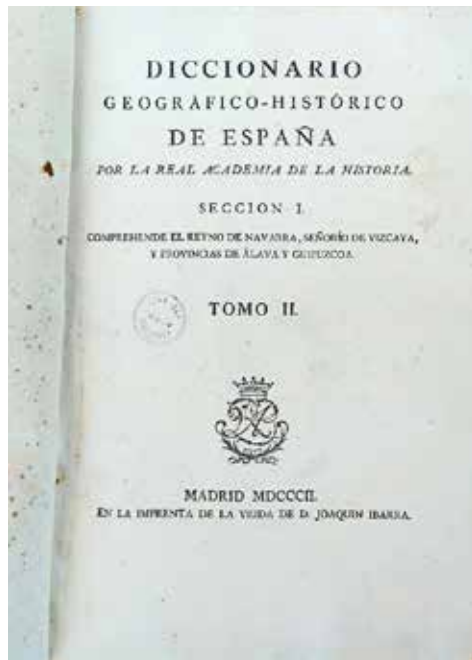 DICCIONARIO
GEOGRÁFICO-HISTÓRICO
DE ESPAÑA
POR LA REAL ACADEMIA DE LA HISTORIA.
SECCION I.
COMPREHENDE EL REYNO DE NAVARRA, SEÑORÍO DE VIZCAYA,
Y PROVINCIAS DE ÁLAVA Y GUIPUZCOA.
TOMO II.
MADRID MDCCCII.
EN LA IMPRENTA DE LA VIUDA DE D. JOAQUIN IBARRA.